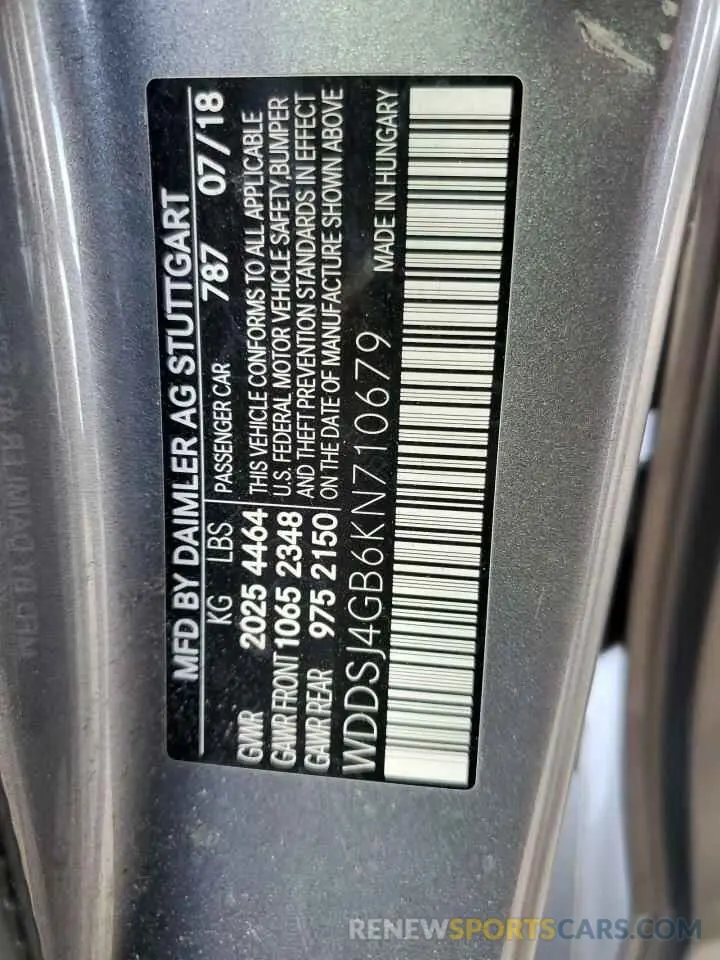 MFD BY DAIMLER AG STUTTGART
KG LBS PASSENGER CAR 787 07/18
GVWR 2025 4464 THIS VEHICLE CONFORMS TO ALL APPLICABLE
GAWR FRONT 1065 2348 U.S. FEDERAL MOTOR VEHICLE SAFETY,BUMPER
GAWR REAR 975 2150 AND THEFT PREVENTION STANDARDS IN EFFECT
ON THE DATE OF MANUFACTURE SHOWN ABOVE
WDDSJ4GB6KN710679 MADE IN HUNGARY
RENEWSPORTSCARS.COM